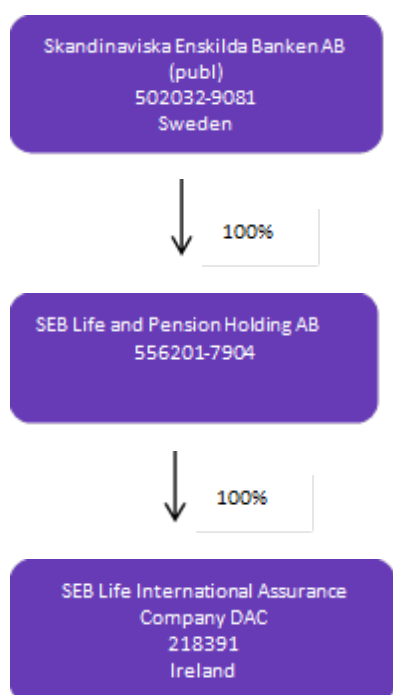 Skandinaviska Enskilda Banken AB
(publ)
502032-9081
Sweden
100%
SEB Life and Pension Holding AB
556201-7904
100%
SEB Life International Assurance
Company DAC
218391
Ireland